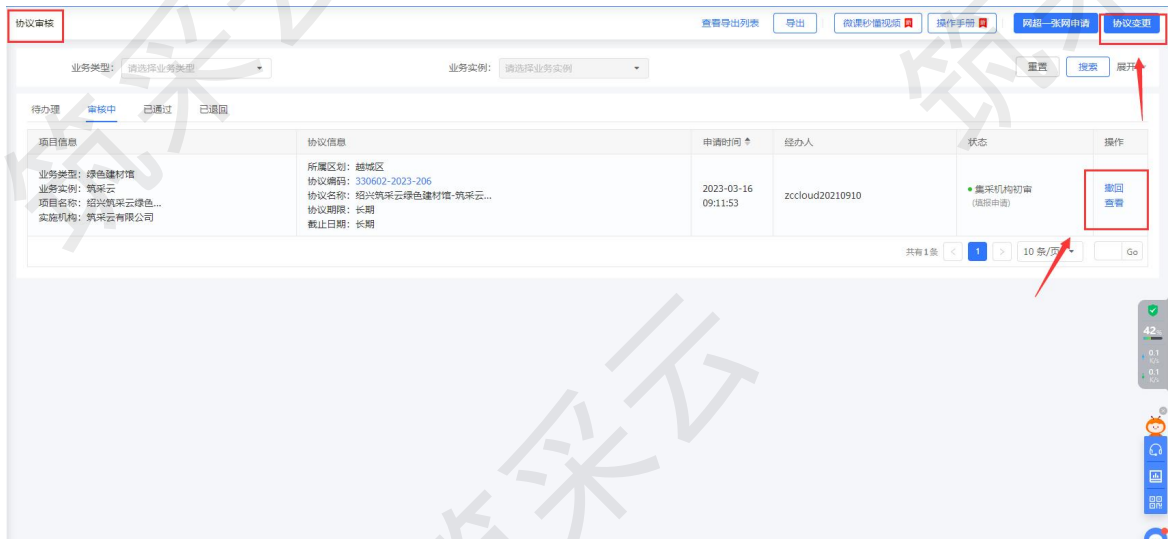 协议审核
查看导出列表 导出 微课秒懂视频 操作手册 网超一张网申请 协议变更
业务类型: 请选择业务类型 业务实例: 请选择业务实例 重置 搜索 展开
待办理 审核中 已通过 已退回
项目信息 协议信息 申请时间 经办人 状态 操作
业务类型: 绿色建材馆
业务实例: 筑采云
项目名称: 绍兴筑采云绿色...
实施机构: 筑采云有限公司
所属区划: 越城区
协议编码: 330602-2023-206
协议名称: 绍兴筑采云绿色建材馆-筑采云...
协议期限: 长期
截止日期: 长期
2023-03-16
09:11:53
zccloud20210910
集采机构初审
(填报申请)
撤回
查看
共有1条 < 1 > 10 条/页 Go
42%
0.1
K/s
0.1
K/s
筑采云
筑采云
筑